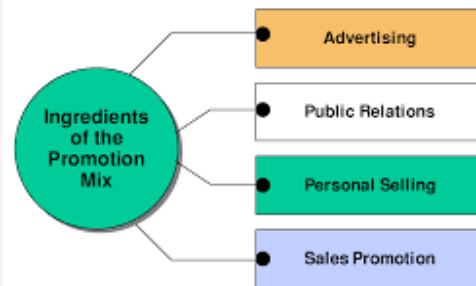 Ingredients
of the
Promotion
Mix
Advertising
Public Relations
Personal Selling
Sales Promotion